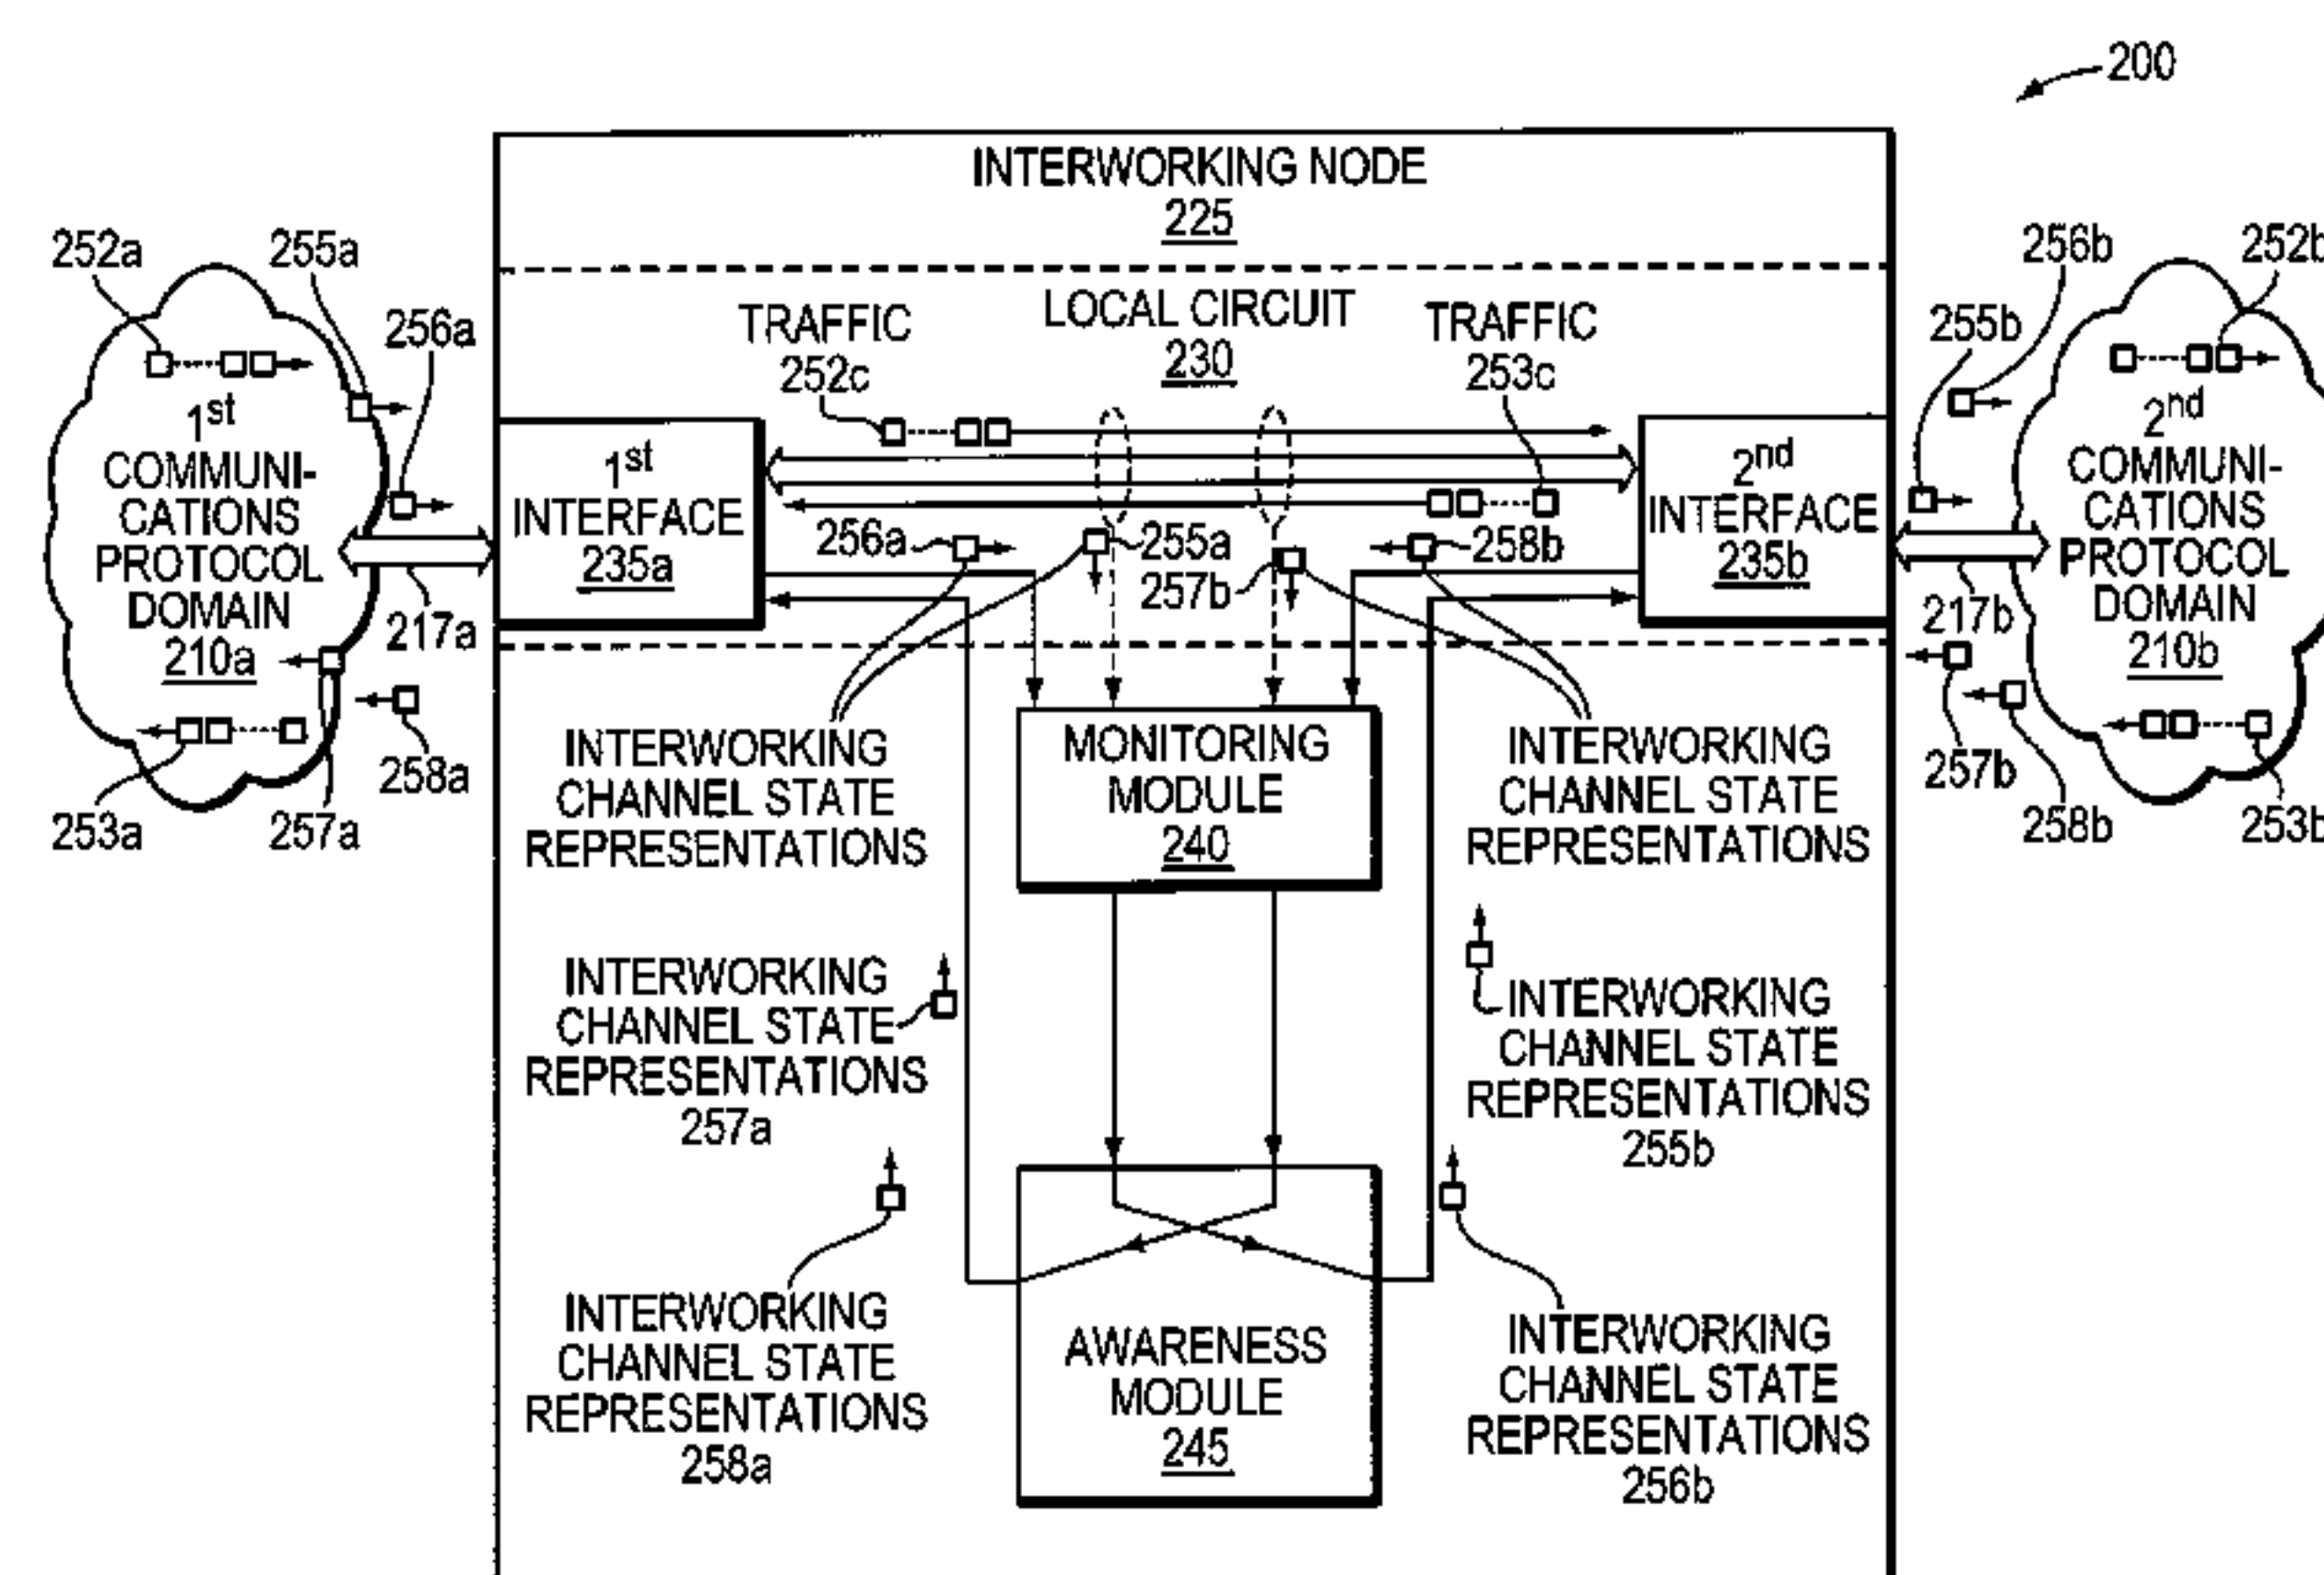 200
INTERWORKING NODE
225
252a
255a
256a
1st
COMMUNI-
CATIONS
PROTOCOL
DOMAIN
210a
217a
258a
253a
257a
TRAFFIC
252c
LOCAL CIRCUIT
230
TRAFFIC
253c
1st
INTERFACE
235a
256a
255a
257b
258b
2nd
INTERFACE
235b
256b
252b
255b
2nd
COMMUNI-
CATIONS
PROTOCOL
DOMAIN
210b
217b
257b
258b
253b
INTERWORKING
CHANNEL STATE
REPRESENTATIONS
MONITORING
MODULE
240
INTERWORKING
CHANNEL STATE
REPRESENTATIONS
INTERWORKING
CHANNEL STATE
REPRESENTATIONS
257a
INTERWORKING
CHANNEL STATE
REPRESENTATIONS
255b
INTERWORKING
CHANNEL STATE
REPRESENTATIONS
258a
AWARENESS
MODULE
245
INTERWORKING
CHANNEL STATE
REPRESENTATIONS
256b